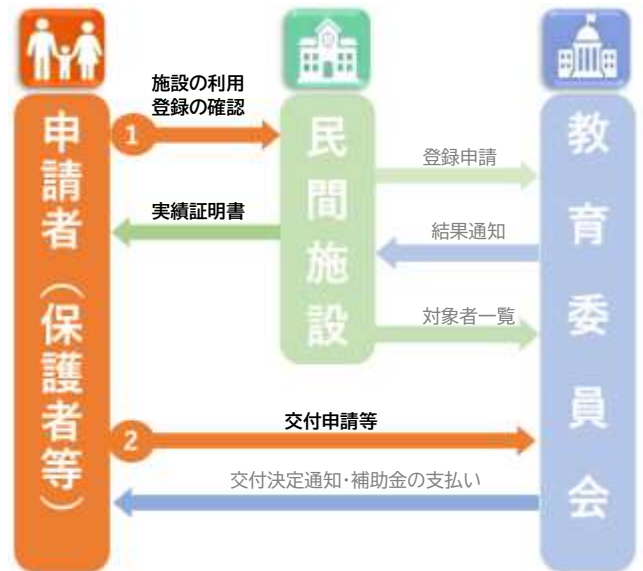 申請者（保護者等）
民間施設
教育委員会
1
施設の利用
登録の確認
登録申請
実績証明書
結果通知
対象者一覧
2
交付申請等
交付決定通知・補助金の支払い